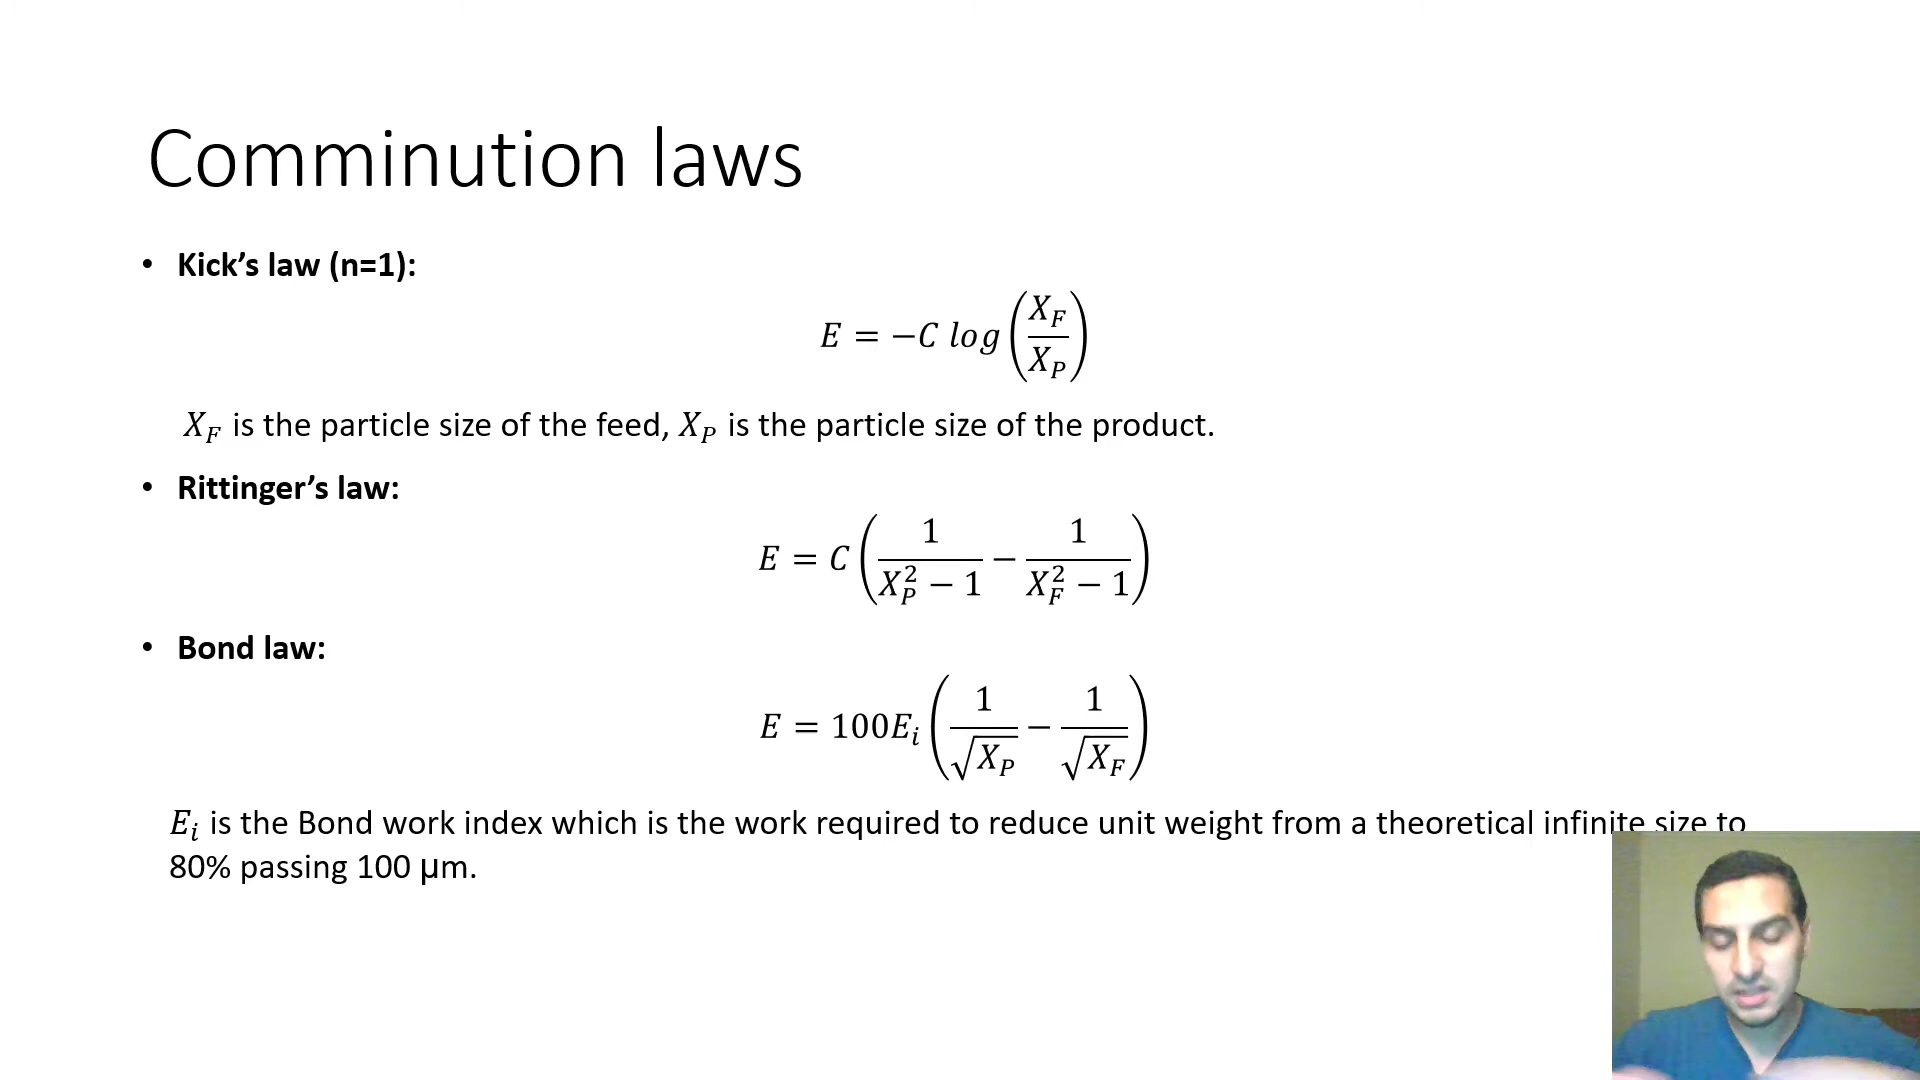 Comminution laws
• Kick’s law (n=1):
E = −C log(X_F/X_P)
X_F is the particle size of the feed, X_P is the particle size of the product.
• Rittinger’s law:
E = C(1/(X_P^2 − 1) − 1/(X_F^2 − 1))
• Bond law:
E = 100E_i(1/√X_P − 1/√X_F)
E_i is the Bond work index which is the work required to reduce unit weight from a theoretical infinite size to
80% passing 100 µm.